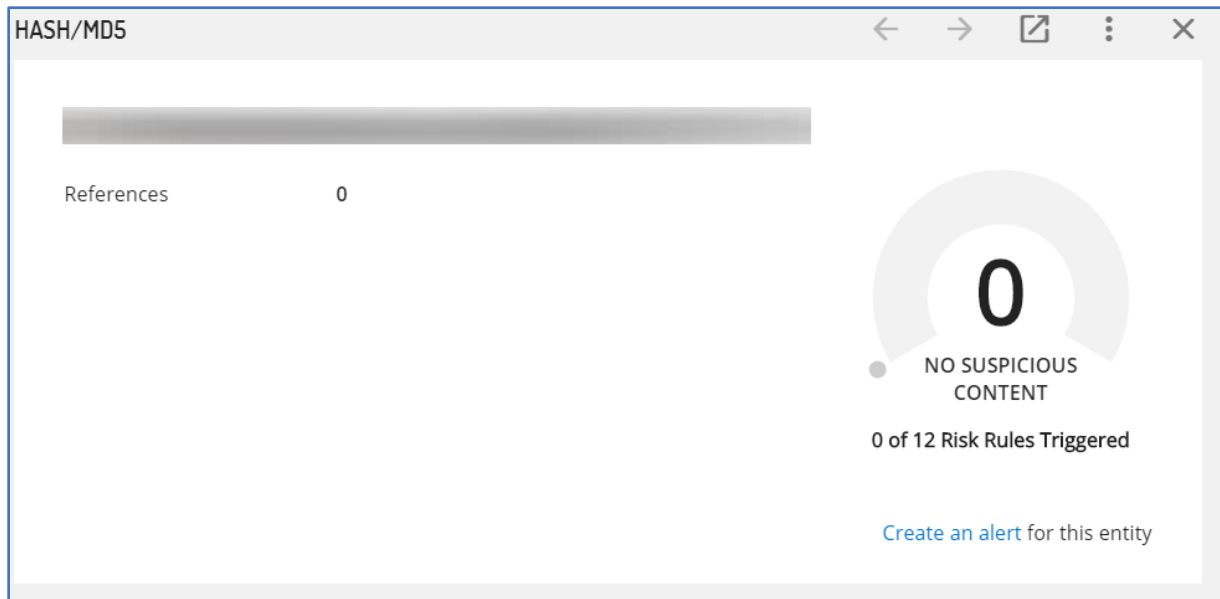 HASH/MD5
References 0
0
NO SUSPICIOUS
CONTENT
0 of 12 Risk Rules Triggered
Create an alert for this entity